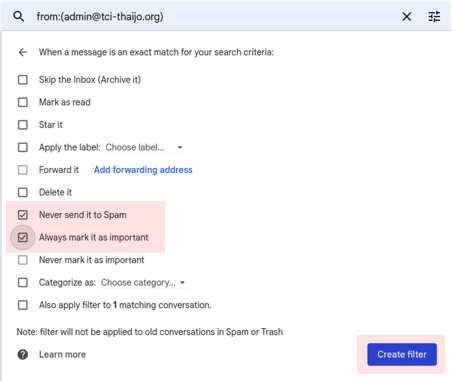 from:(admin@tci-thaijo.org)
When a message is an exact match for your search criteria:
Skip the Inbox (Archive it)
Mark as read
Star it
Apply the label: Choose label...
Forward it Add forwarding address
Delete it
Never send it to Spam
Always mark it as important
Never mark it as important
Categorize as: Choose category...
Also apply filter to 1 matching conversation.
Note: filter will not be applied to old conversations in Spam or Trash
Learn more
Create filter